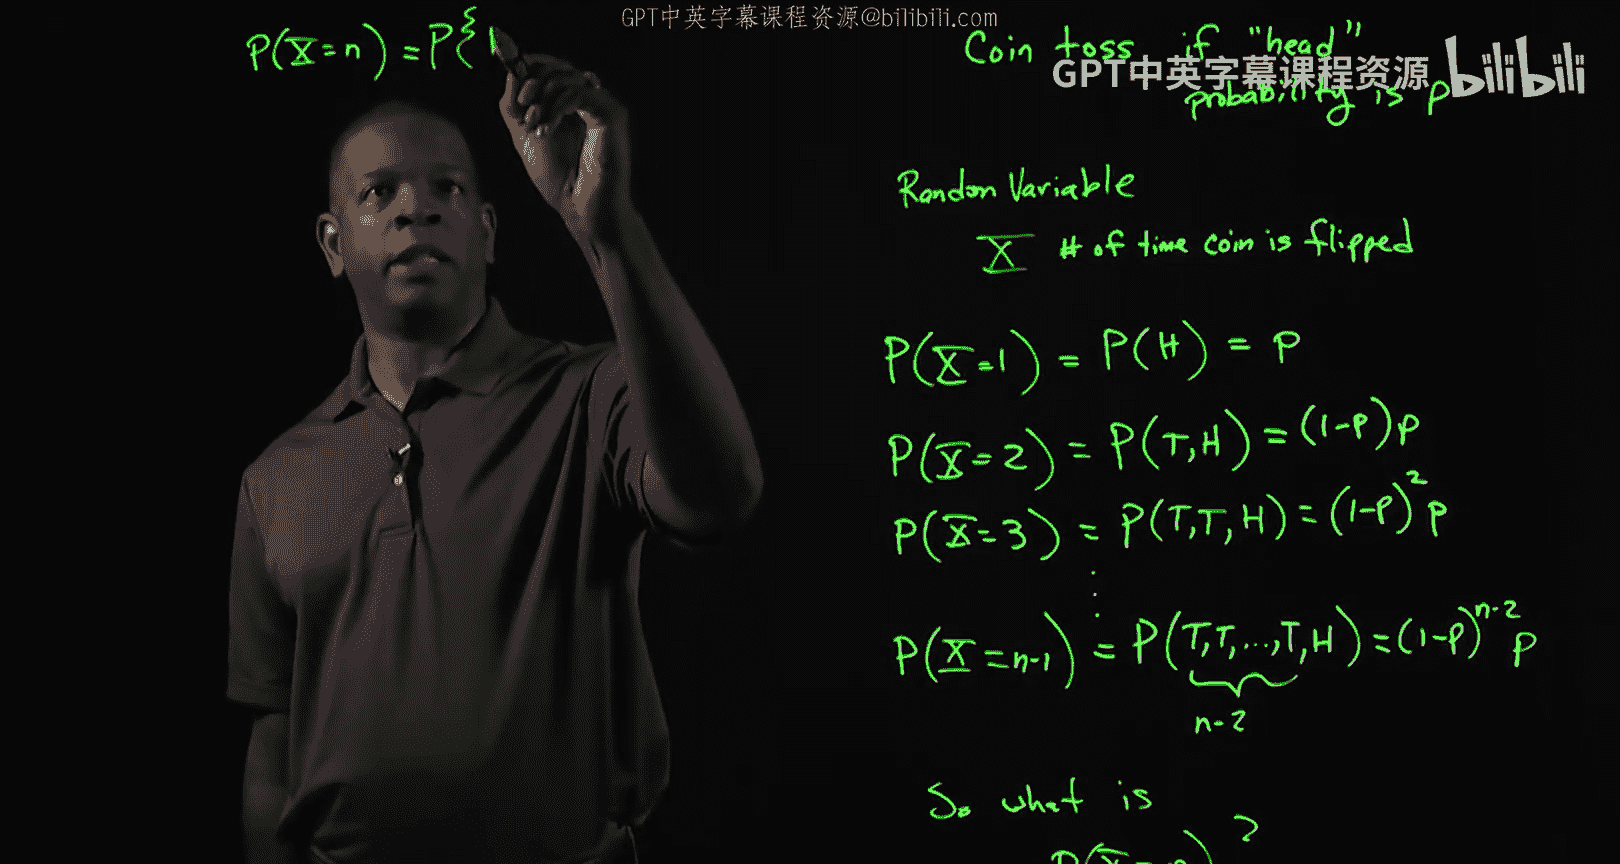 GPT中英字幕课程资源@bilibili.com
P(X=n) = P{
Coin toss if "head"
probability is p
GPT中英字幕课程资源 bilibili
Random Variable
X # of time coin is flipped
P(X=1) = P(H) = p
P(X=2) = P(T,H) = (1-p)p
P(X=3) = P(T,T,H) = (1-p)²p
⋮
P(X=n-1) = P(T,T,...,T,H) = (1-p)ⁿ⁻²p
n-2
So what is
?